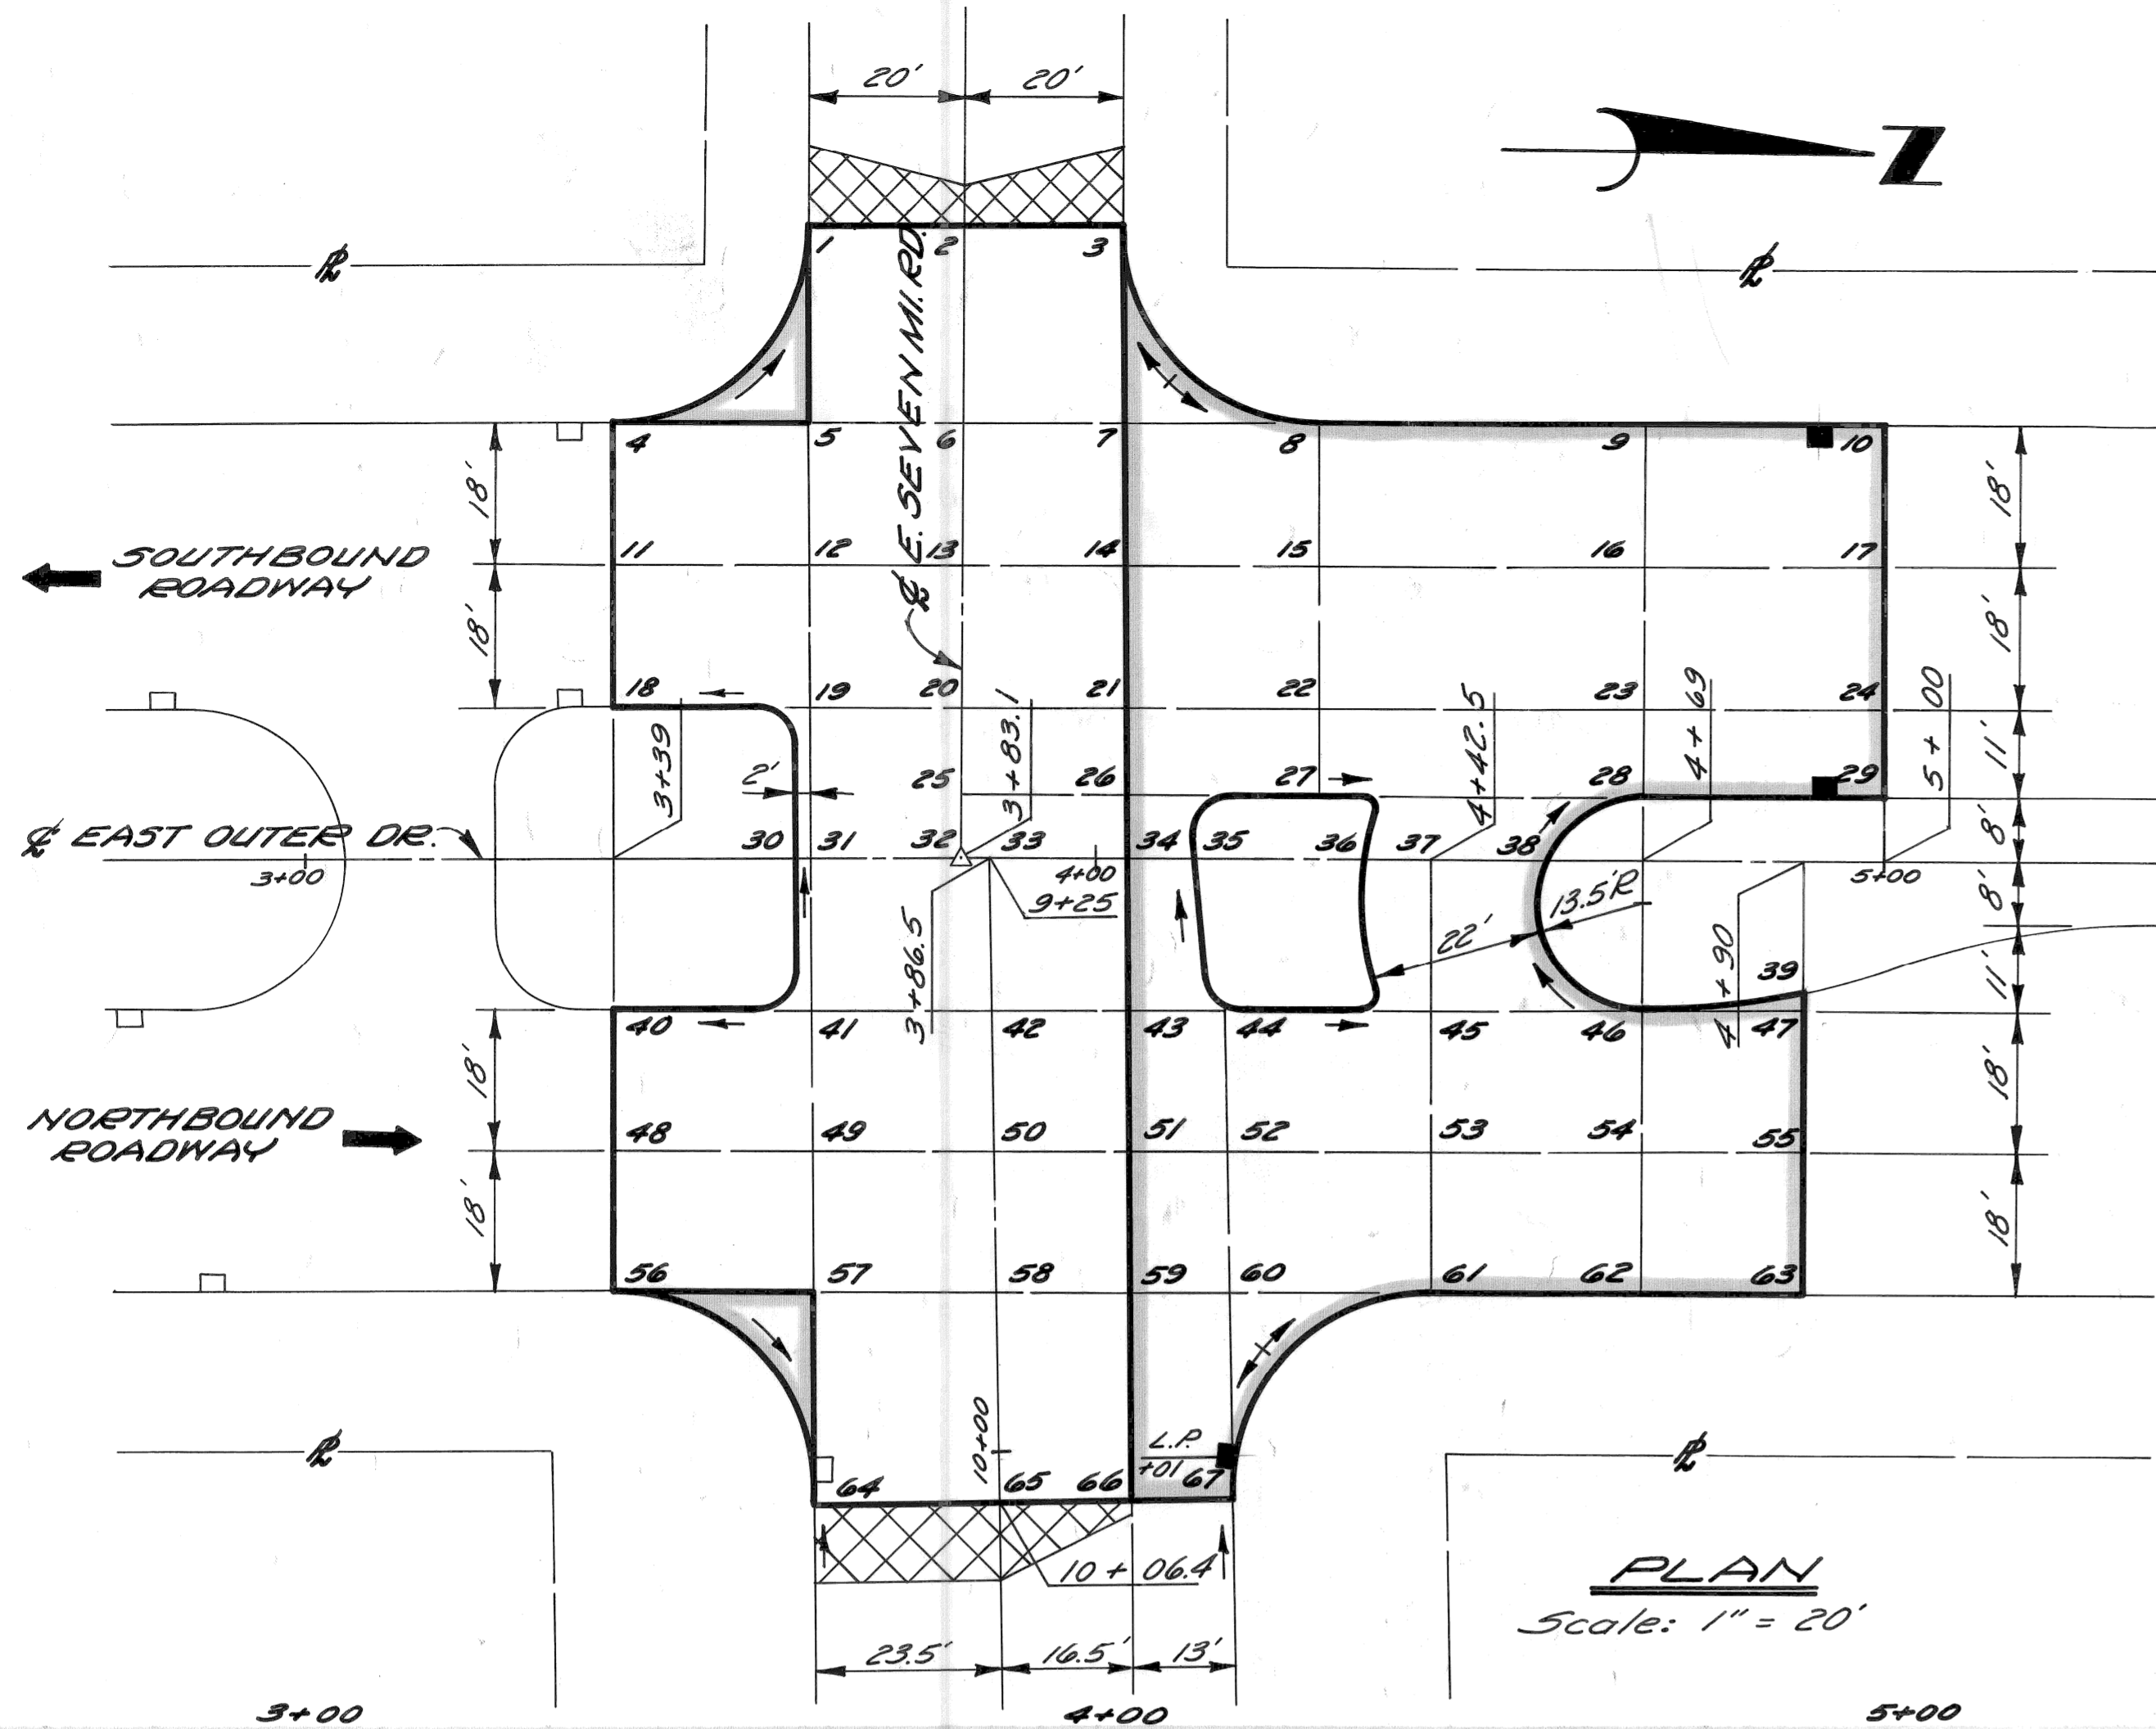 20' 20'
N
PL PL
1 2 3
E. SEVEN MI. RD.
4 5 6 7 8 9 10
18' 18'
11 12 13 14 15 16 17
SOUTHBOUND
ROADWAY
18' 18'
18 19 20 21 22 23 24
3+39 3+83.1 4+42.5 4+69 5+00
11'
2' 25 26 27 28 29
℄ EAST OUTER DR.
30 31 32 33 34 35 36 37 38
8'
3+00 4+00 5+00
9+25
13.5'R
8'
22'
3+86.5 4+90
39
11'
40 41 42 43 44 45 46 47
18' 18'
NORTHBOUND
ROADWAY
48 49 50 51 52 53 54 55
18' 18'
56 57 58 59 60 61 62 63
10+00
L.P.
+01
PL PL
64 65 66 67
10+06.4
PLAN
Scale: 1" = 20'
23.5' 16.5' 13'
3+00 4+00 5+00